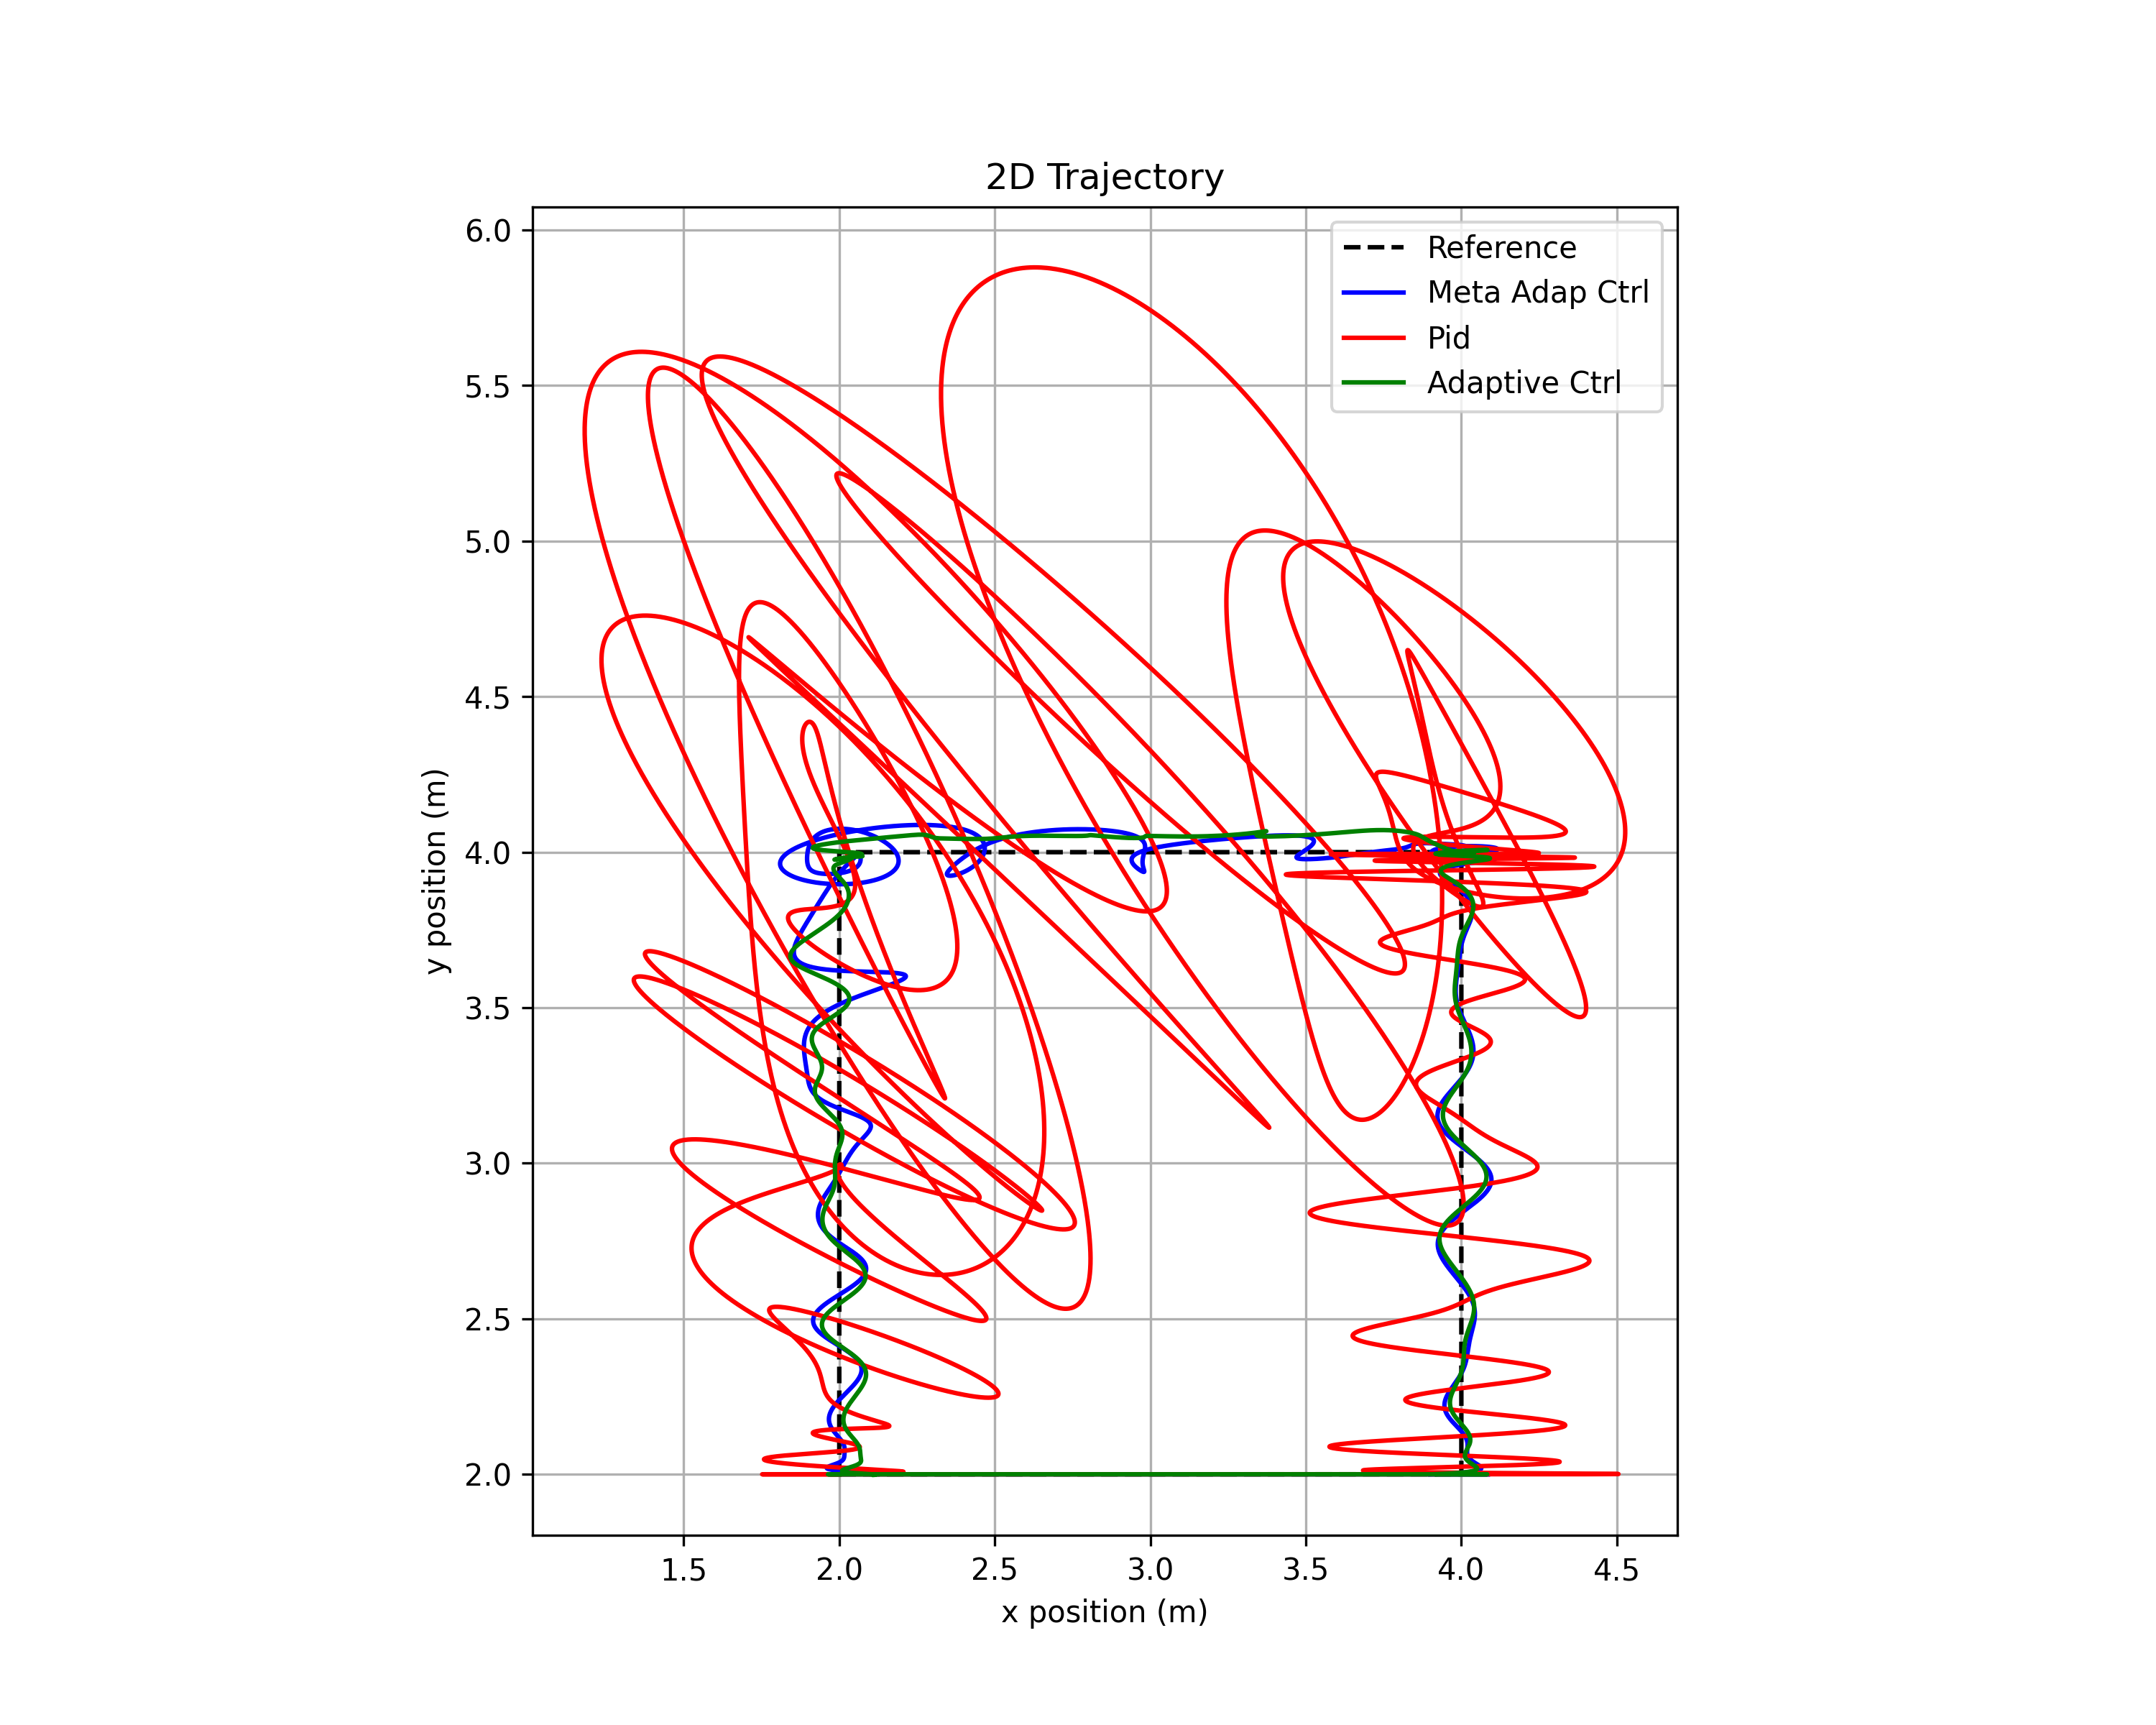 2D Trajectory
6.0
5.5
5.0
4.5
4.0
3.5
3.0
2.5
2.0
y position (m)
Reference
Meta Adap Ctrl
Pid
Adaptive Ctrl
1.5 2.0 2.5 3.0 3.5 4.0 4.5
x position (m)